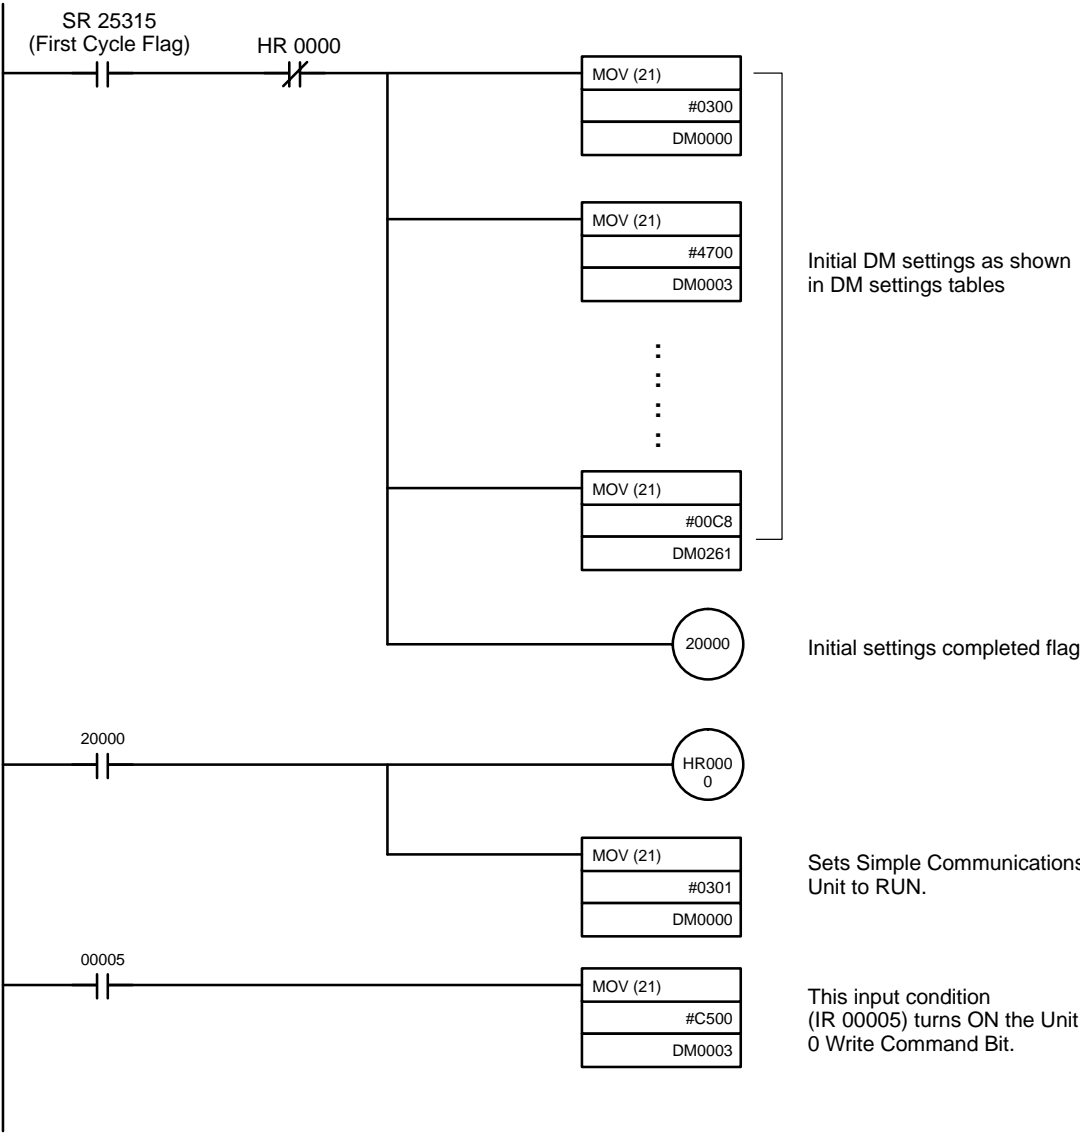 SR 25315
(First Cycle Flag)
HR 0000
MOV (21)
#0300
DM0000
MOV (21)
#4700
DM0003
Initial DM settings as shown
in DM settings tables
MOV (21)
#00C8
DM0261
20000
Initial settings completed flag
20000
HR000
0
MOV (21)
#0301
DM0000
Sets Simple Communications
Unit to RUN.
00005
MOV (21)
#C500
DM0003
This input condition
(IR 00005) turns ON the Unit
0 Write Command Bit.